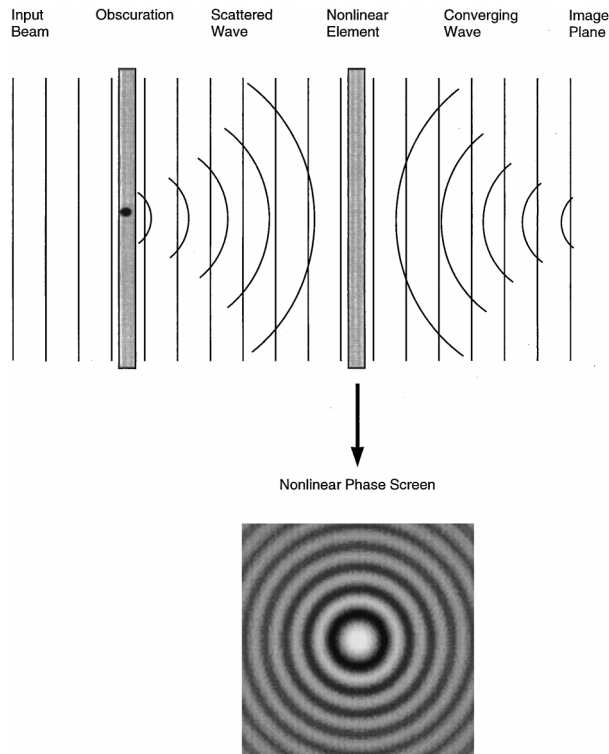 Input Beam
Obscuration
Scattered Wave
Nonlinear Element
Converging Wave
Image Plane
Nonlinear Phase Screen